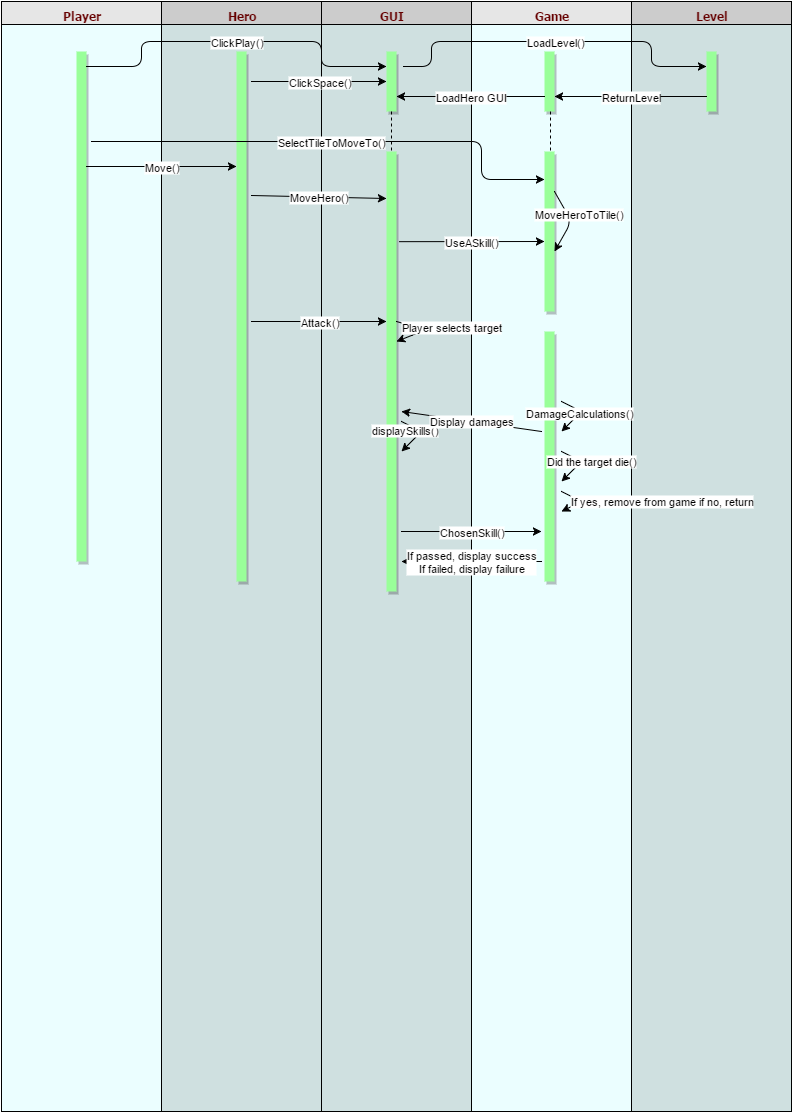 Player
Hero
GUI
Game
Level
ClickPlay()
LoadLevel()
ClickSpace()
LoadHero GUI
ReturnLevel
SelectTileToMoveTo()
Move()
MoveHero()
MoveHeroToTile()
UseASkill()
Attack()
Player selects target
DamageCalculations()
Display damages
displaySkills()
Did the target die()
If yes, remove from game if no, return
ChosenSkill()
If passed, display success
If failed, display failure